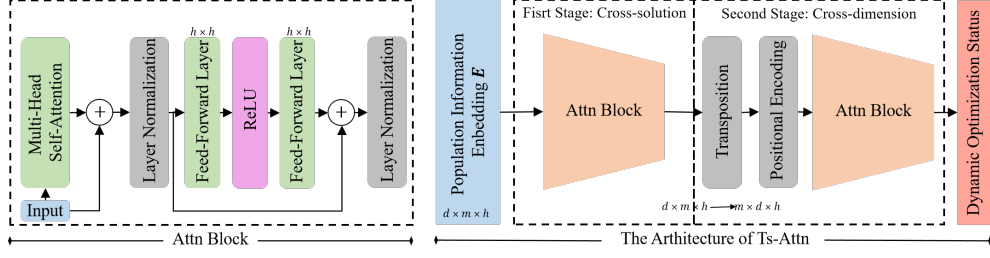 Multi-Head
Self-Attention
Input
+
Layer Normalization
h × h
Feed-Forward Layer
ReLU
h × h
Feed-Forward Layer
+
Layer Normalization
Attn Block
Population Information
Embedding E
d × m × h
Fisrt Stage: Cross-solution
Attn Block
Second Stage: Cross-dimension
Transposition
Positional Encoding
Attn Block
d × m × h
m × d × h
Dynamic Optimization Status
The Arthitecture of Ts-Attn